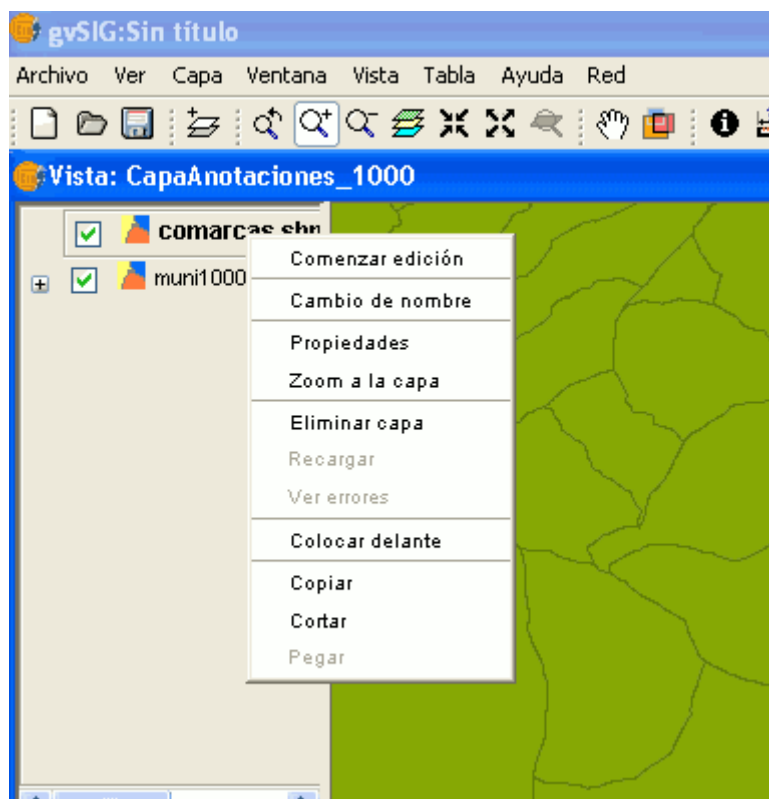 gvSIG:Sin título
Archivo Ver Capa Ventana Vista Tabla Ayuda Red
Vista: CapaAnotaciones_1000
comarcas
muni1000
Comenzar edición
Cambio de nombre
Propiedades
Zoom a la capa
Eliminar capa
Recargar
Ver errores
Colocar delante
Copiar
Cortar
Pegar